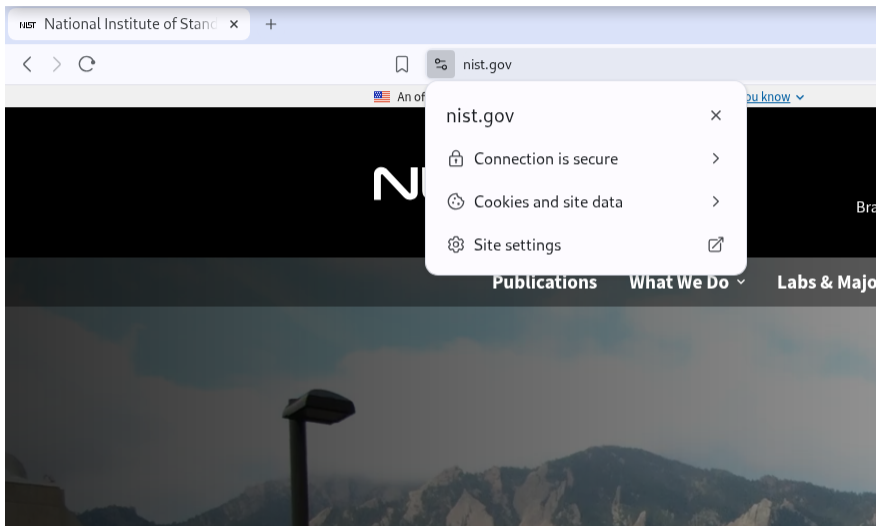 NIST National Institute of Stand
nist.gov
An of
ou know
nist.gov
Connection is secure
Cookies and site data
Site settings
Bra
Publications
What We Do
Labs & Majo